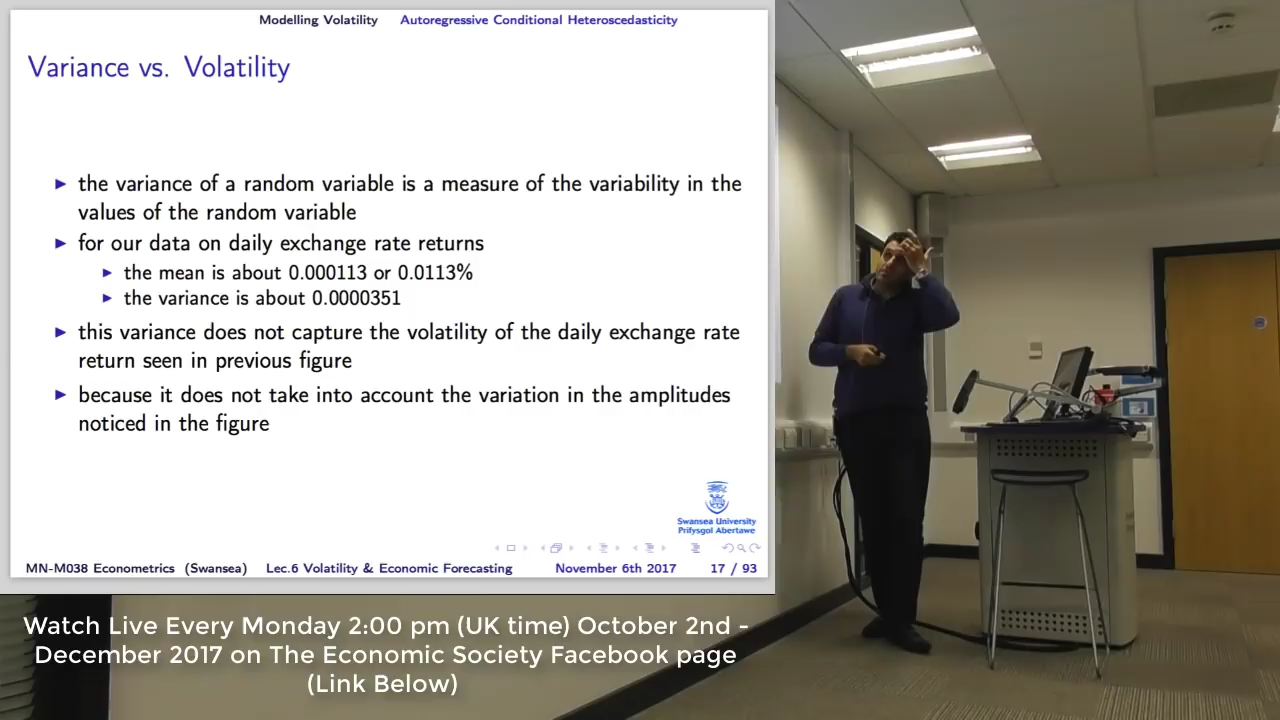 Modelling Volatility Autoregressive Conditional Heteroscedasticity
Variance vs. Volatility
▶ the variance of a random variable is a measure of the variability in the
values of the random variable
▶ for our data on daily exchange rate returns
▶ the mean is about 0.000113 or 0.0113%
▶ the variance is about 0.0000351
▶ this variance does not capture the volatility of the daily exchange rate
return seen in previous figure
▶ because it does not take into account the variation in the amplitudes
noticed in the figure
Swansea University
Prifysgol Abertawe
MN-M038 Econometrics (Swansea) Lec.6 Volatility & Economic Forecasting November 6th 2017 17 / 93
Watch Live Every Monday 2:00 pm (UK time) October 2nd -
December 2017 on The Economic Society Facebook page
(Link Below)